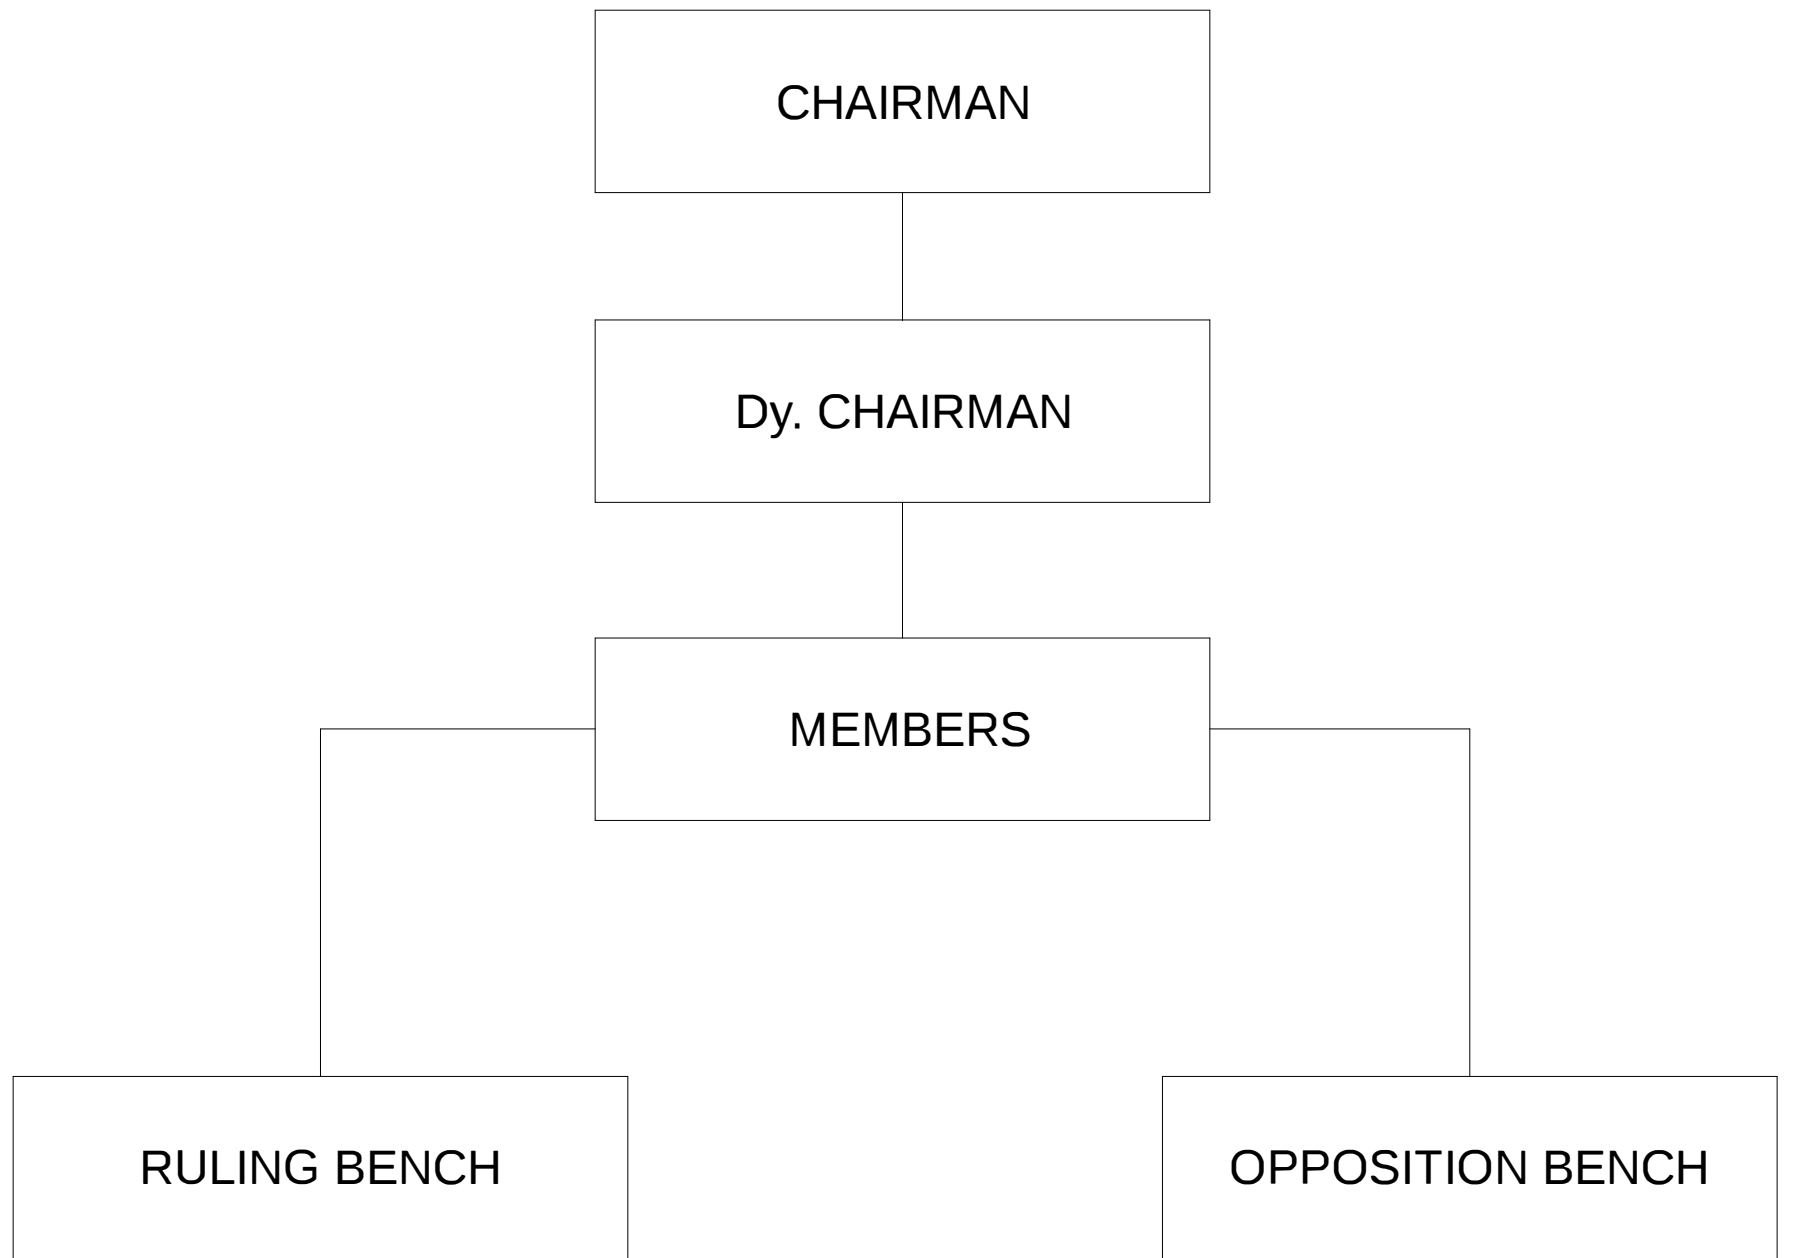 CHAIRMAN
Dy. CHAIRMAN
MEMBERS
RULING BENCH
OPPOSITION BENCH